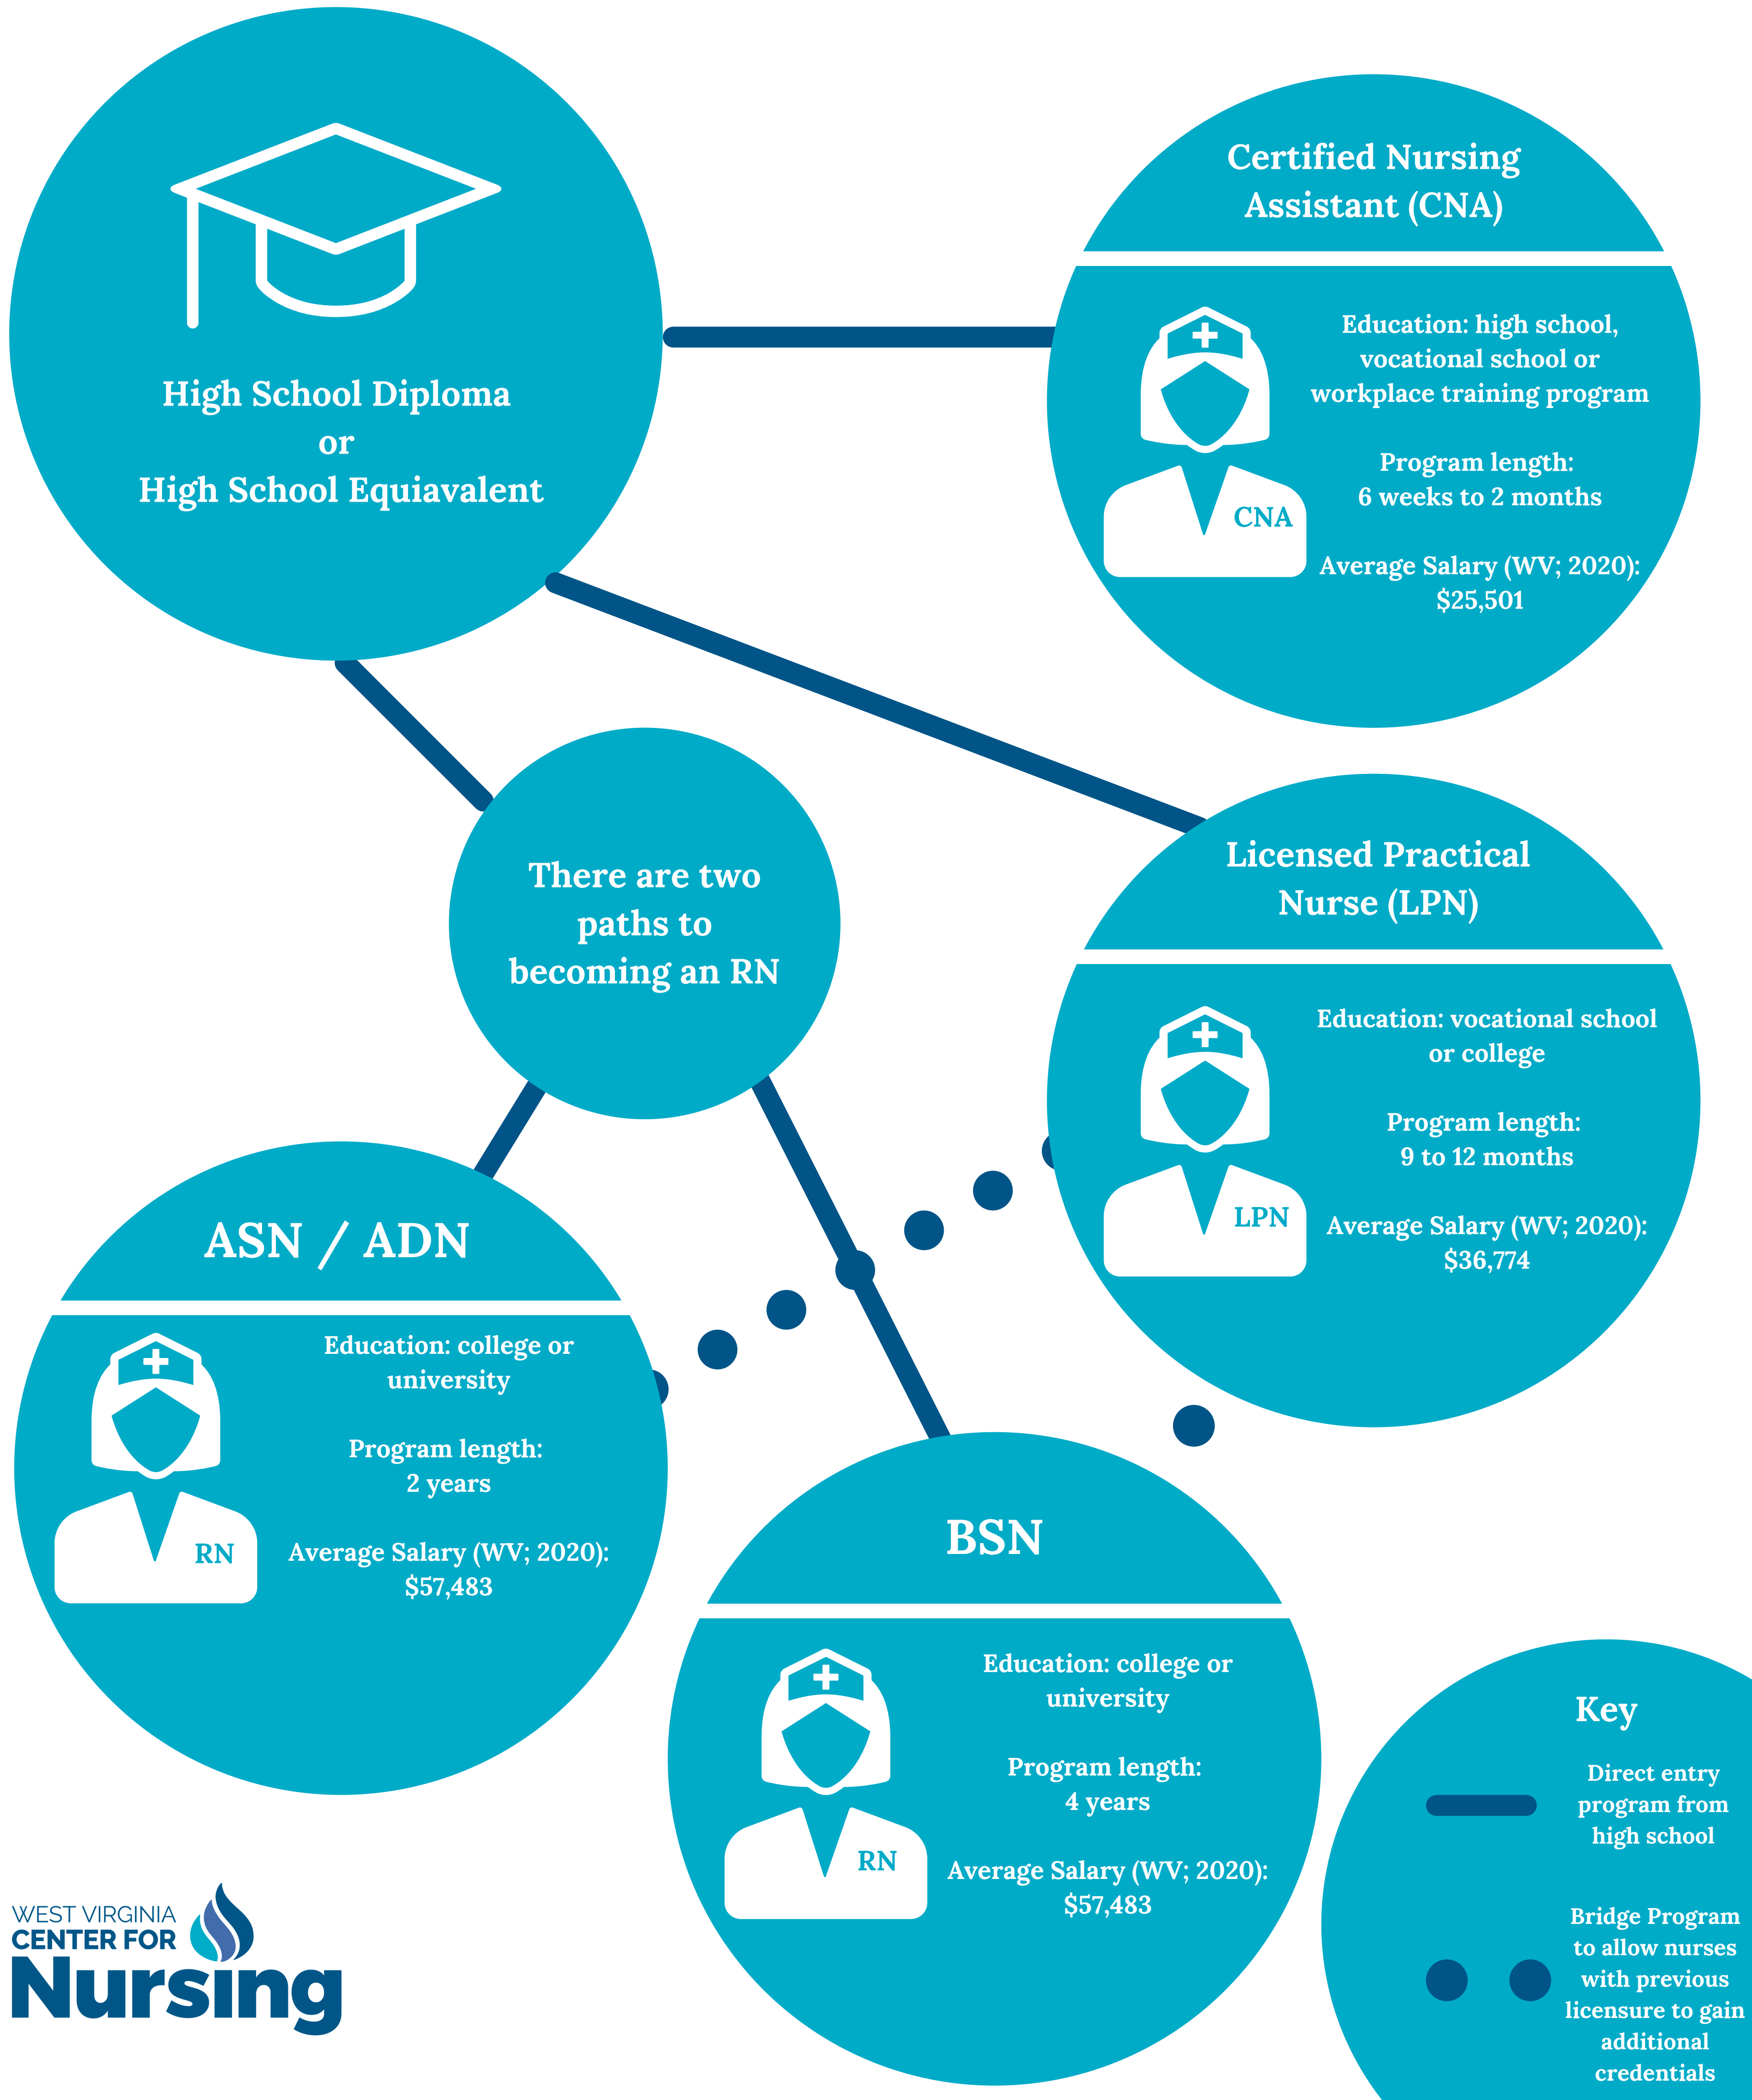 High School Diploma
or
High School Equiavalent
Certified Nursing
Assistant (CNA)
CNA
Education: high school,
vocational school or
workplace training program
Program length:
6 weeks to 2 months
Average Salary (WV; 2020):
$25,501
There are two
paths to
becoming an RN
Licensed Practical
Nurse (LPN)
LPN
Education: vocational school
or college
Program length:
9 to 12 months
Average Salary (WV; 2020):
$36,774
ASN / ADN
RN
Education: college or
university
Program length:
2 years
Average Salary (WV; 2020):
$57,483
BSN
RN
Education: college or
university
Program length:
4 years
Average Salary (WV; 2020):
$57,483
Key
Direct entry
program from
high school
Bridge Program
to allow nurses
with previous
licensure to gain
additional
credentials
WEST VIRGINIA
CENTER FOR
Nursing